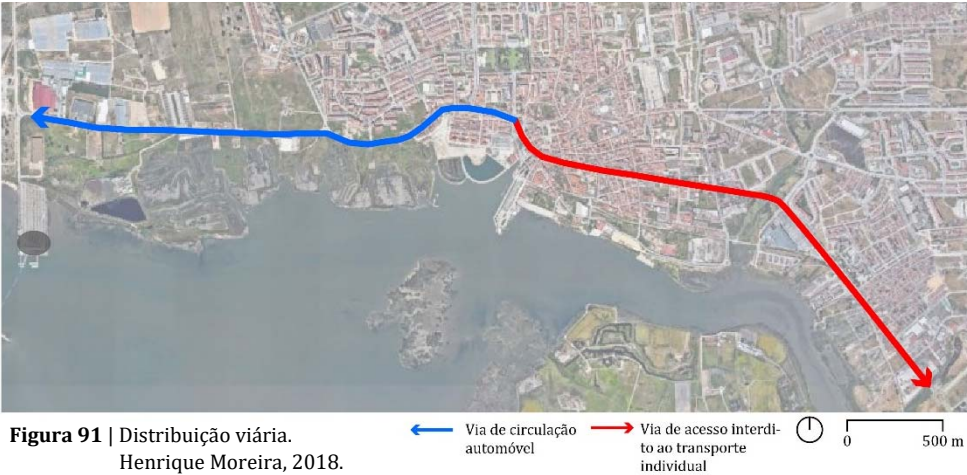 Figura 91 | Distribuição viária.
Henrique Moreira, 2018.
Via de circulação
automóvel
Via de acesso interdi-
to ao transporte
individual
0 500 m